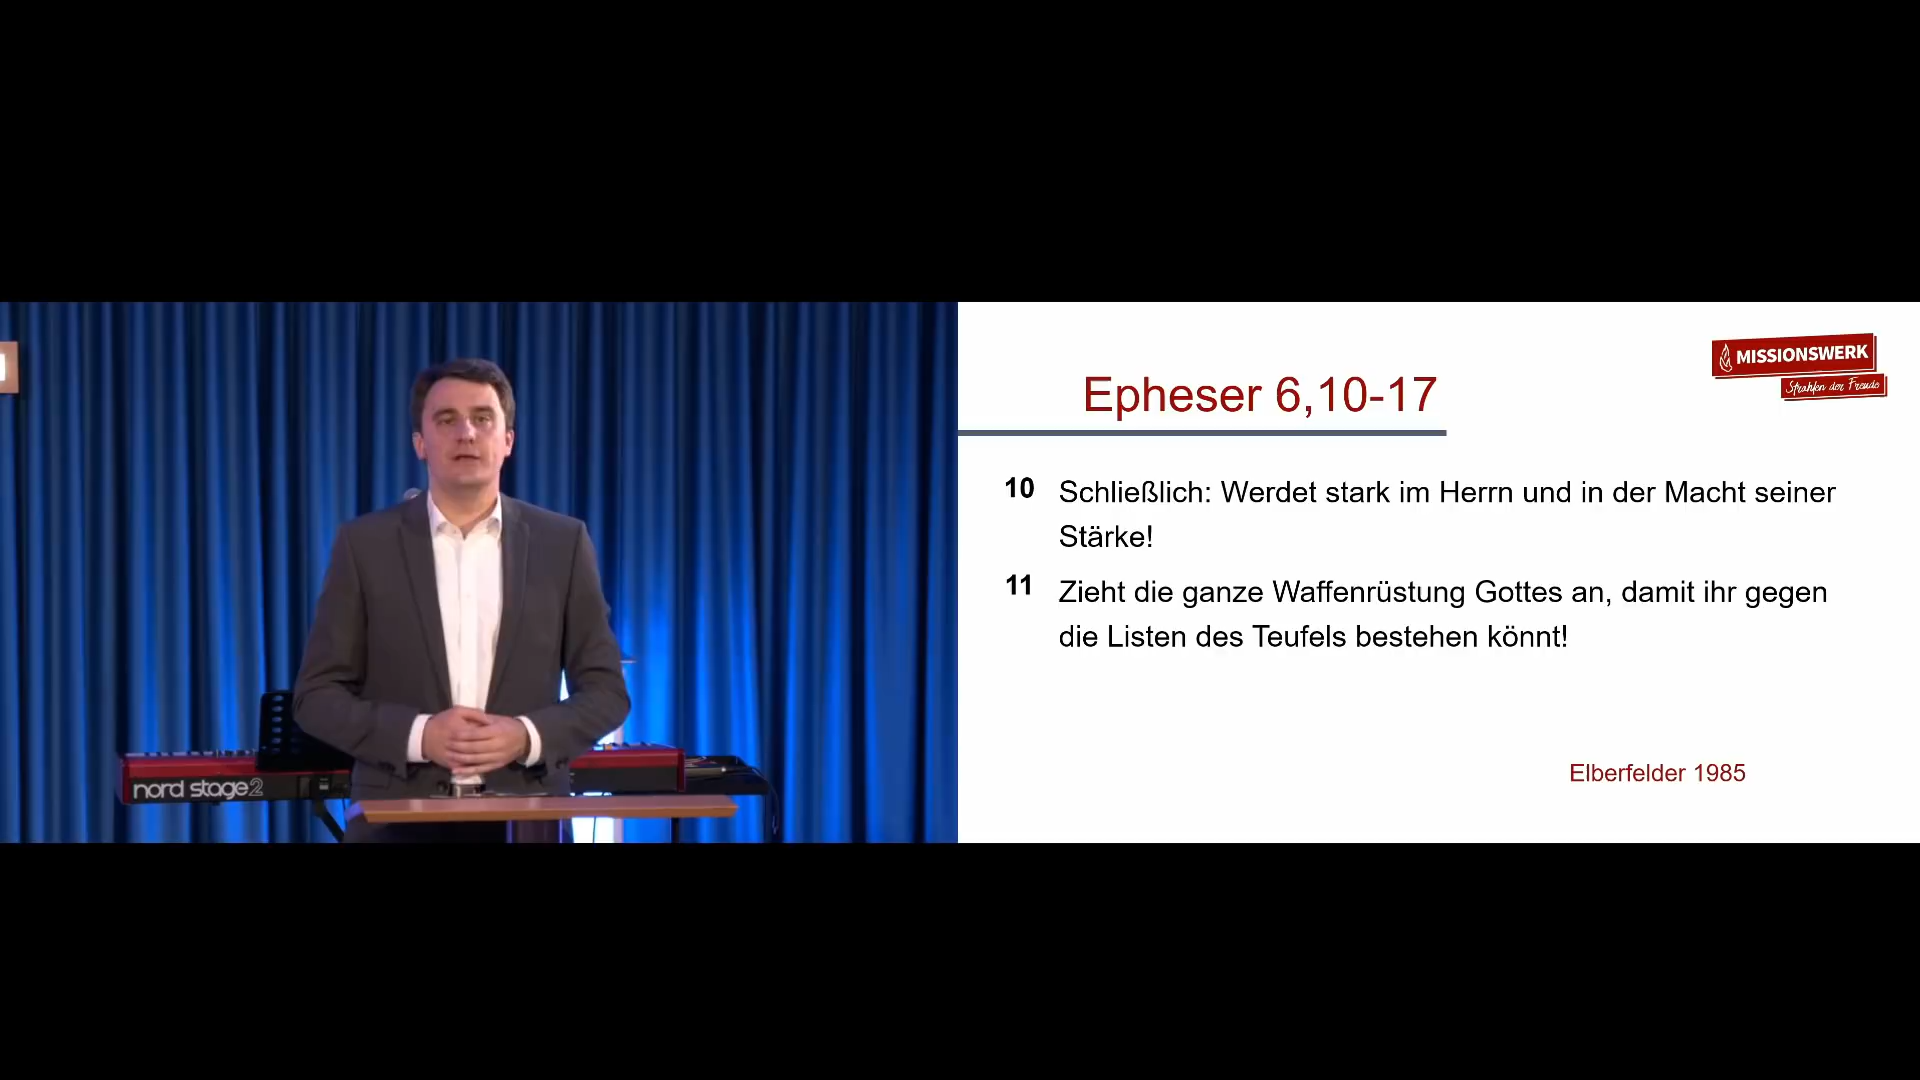 nord stage2
MISSIONSWERK
Strahlen der Freude
Epheser 6,10-17
10 Schließlich: Werdet stark im Herrn und in der Macht seiner
Stärke!
11 Zieht die ganze Waffenrüstung Gottes an, damit ihr gegen
die Listen des Teufels bestehen könnt!
Elberfelder 1985